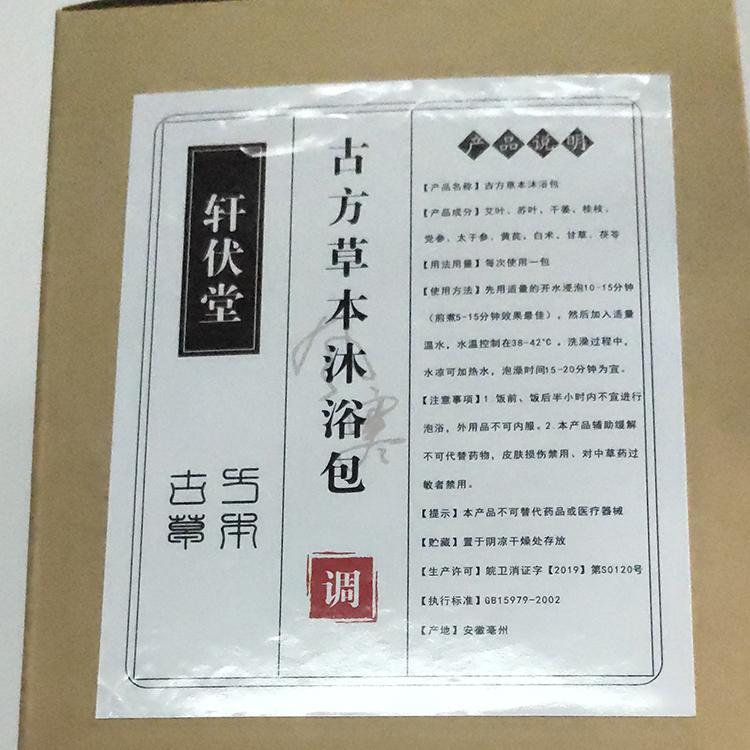 轩伏堂
古方
草本
古方草本沐浴包
风寒
调
产品说明
【产品名称】古方草本沐浴包
【产品成分】艾叶、苏叶、干姜、桂枝、
党参、太子参、黄芪、白术、甘草、茯苓
【用法用量】每次使用一包
【使用方法】先用适量的开水浸泡10-15分钟
（煎煮5-15分钟效果最佳），然后加入适量
温水，水温控制在38-42℃。洗澡过程中，
水凉可加热水，泡澡时间15-20分钟为宜。
【注意事项】1.饭前、饭后半小时内不宜进行
泡浴，外用品不可内服。2.本产品辅助缓解
不可代替药物，皮肤损伤禁用、对中草药过
敏者禁用。
【提示】本产品不可替代药品或医疗器械
【贮藏】置于阴凉干燥处存放
【生产许可】皖卫消证字【2019】第S0120号
【执行标准】GB15979-2002
【产地】安徽亳州